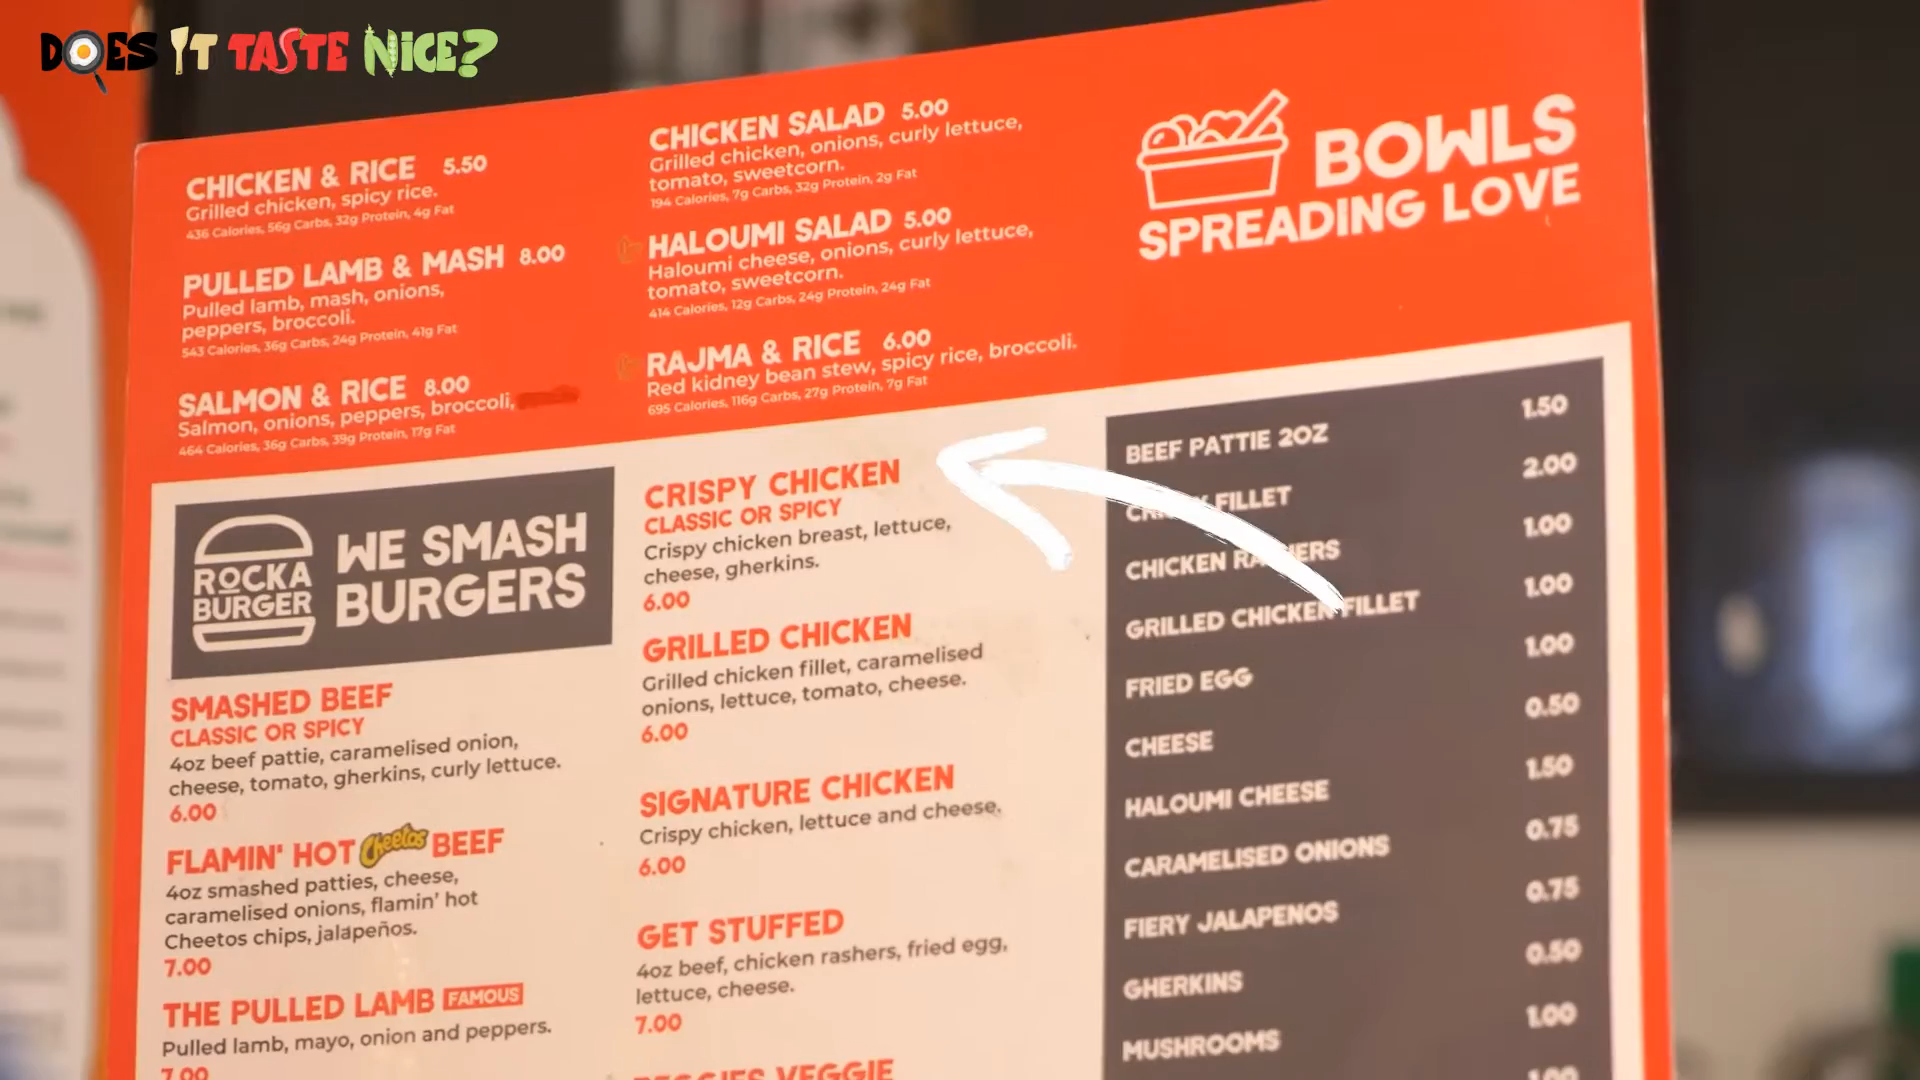 DOES IT TASTE NICE?
CHICKEN & RICE 5.50
Grilled chicken, spicy rice.
436 Calories, 56g Carbs, 32g Protein, 4g Fat
PULLED LAMB & MASH 8.00
Pulled lamb, mash, onions,
peppers, broccoli.
543 Calories, 36g Carbs, 24g Protein, 41g Fat
SALMON & RICE 8.00
Salmon, onions, peppers, broccoli,
464 Calories, 36g Carbs, 39g Protein, 17g Fat
CHICKEN SALAD 5.00
Grilled chicken, onions, curly lettuce,
tomato, sweetcorn.
194 Calories, 7g Carbs, 32g Protein, 2g Fat
HALOUMI SALAD 5.00
Haloumi cheese, onions, curly lettuce,
tomato, sweetcorn.
414 Calories, 12g Carbs, 24g Protein, 24g Fat
RAJMA & RICE 6.00
Red kidney bean stew, spicy rice, broccoli.
695 Calories, 116g Carbs, 27g Protein, 7g Fat
BOWLS
SPREADING LOVE
ROCKA
BURGER
WE SMASH
BURGERS
SMASHED BEEF
CLASSIC OR SPICY
4oz beef pattie, caramelised onion,
cheese, tomato, gherkins, curly lettuce.
6.00
FLAMIN' HOT Cheetos BEEF
4oz smashed patties, cheese,
caramelised onions, flamin' hot
Cheetos chips, jalapeños.
7.00
THE PULLED LAMB FAMOUS
Pulled lamb, mayo, onion and peppers.
7.00
CRISPY CHICKEN
CLASSIC OR SPICY
Crispy chicken breast, lettuce,
cheese, gherkins.
6.00
GRILLED CHICKEN
Grilled chicken fillet, caramelised
onions, lettuce, tomato, cheese.
6.00
SIGNATURE CHICKEN
Crispy chicken, lettuce and cheese.
6.00
GET STUFFED
4oz beef, chicken rashers, fried egg,
lettuce, cheese.
7.00
VEGGIE
BEEF PATTIE 2OZ 1.50
FILLET 2.00
CHICKEN RASHERS 1.00
GRILLED CHICKEN FILLET 1.00
FRIED EGG 1.00
CHEESE 0.50
HALOUMI CHEESE 1.50
CARAMELISED ONIONS 0.75
FIERY JALAPENOS 0.75
GHERKINS 0.50
MUSHROOMS 1.00
1.00